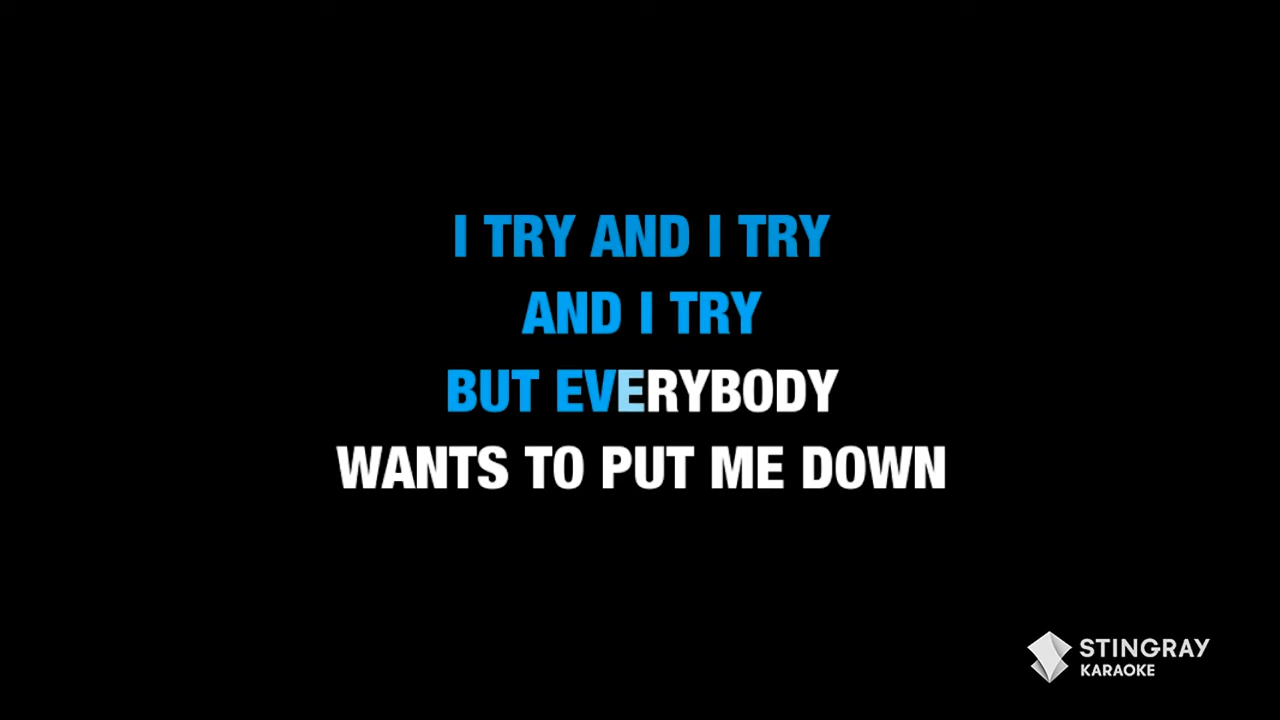 I TRY AND I TRY
AND I TRY
BUT EVERYBODY
WANTS TO PUT ME DOWN
STINGRAY
KARAOKE